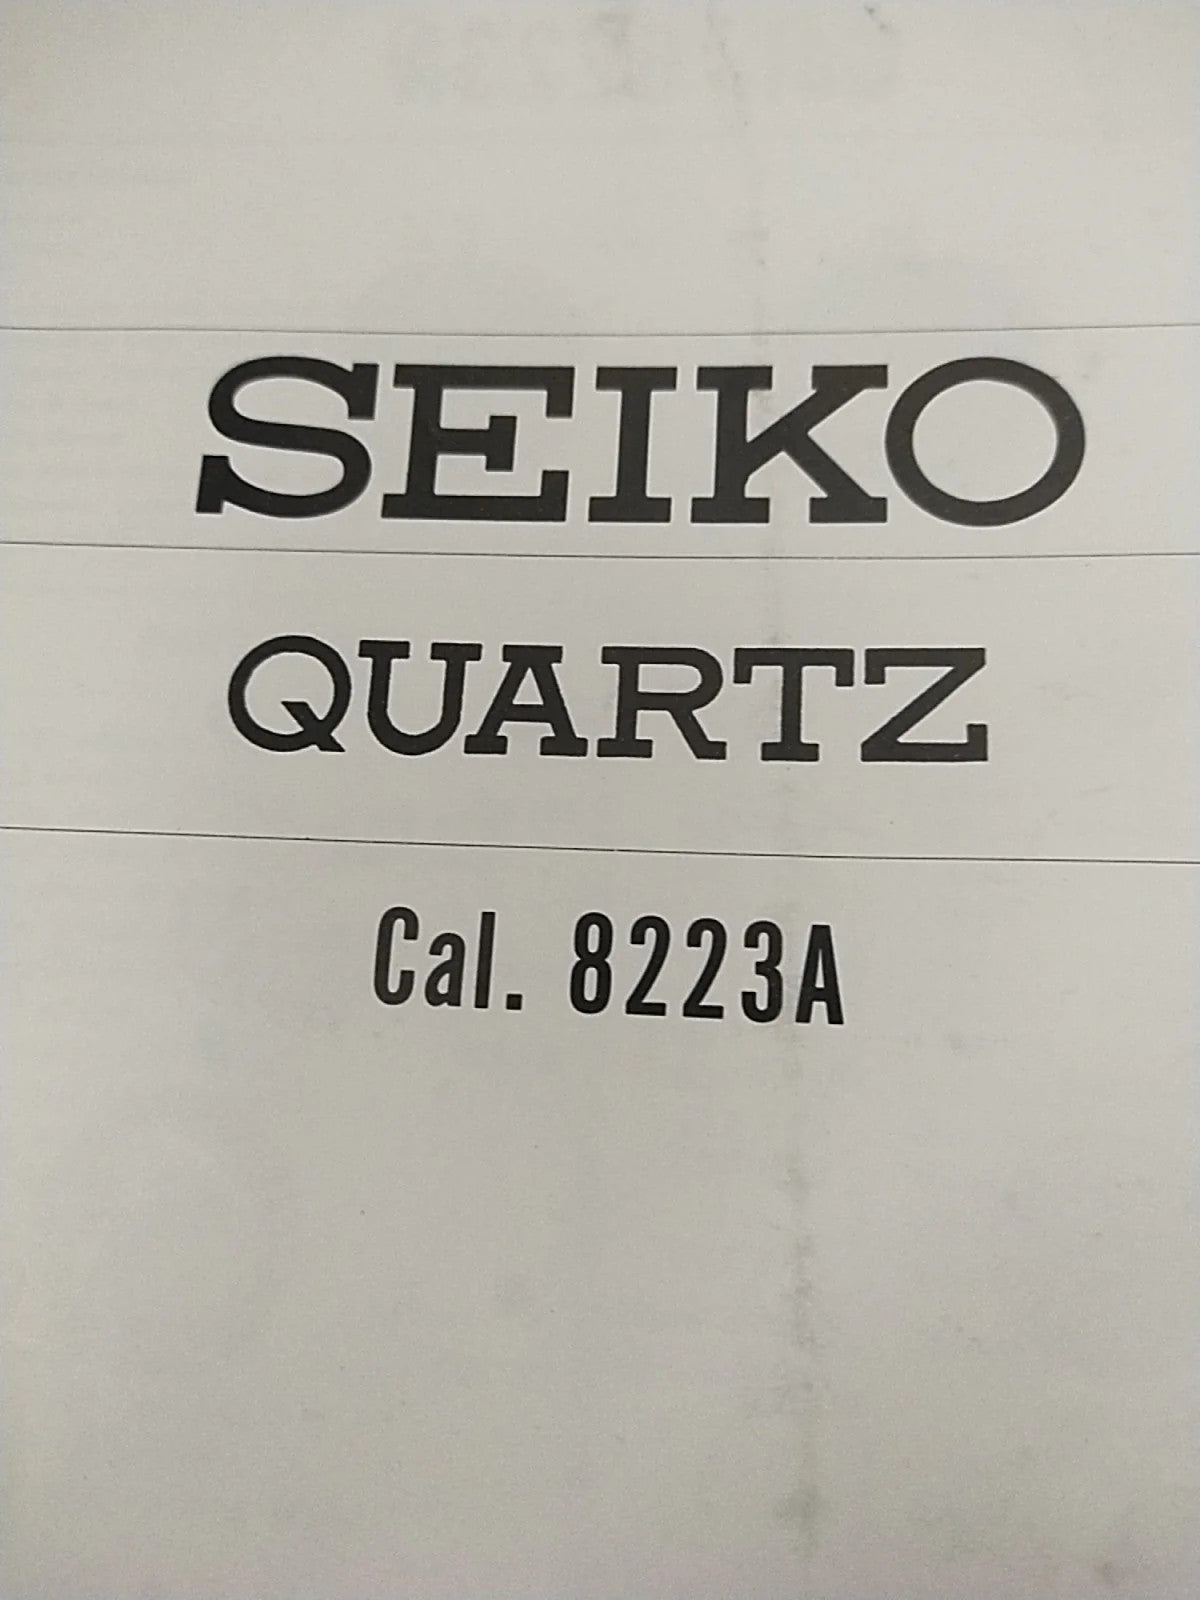 SEIKO
QUARTZ
Cal. 8223A